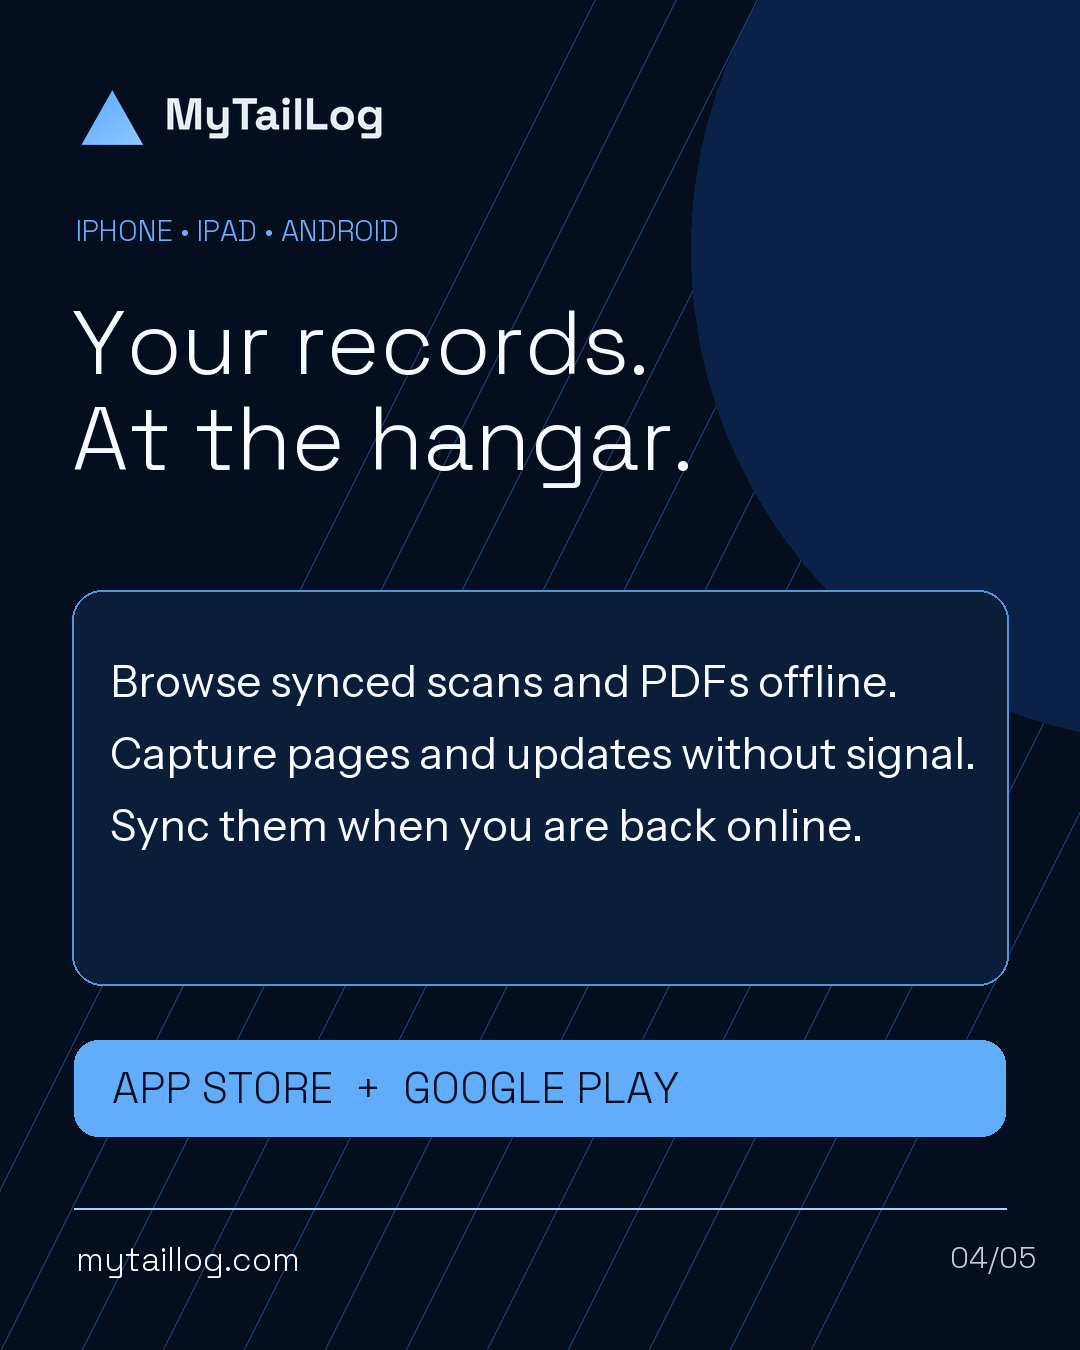 MyTailLog
IPHONE • IPAD • ANDROID
Your records.
At the hangar.
Browse synced scans and PDFs offline.
Capture pages and updates without signal.
Sync them when you are back online.
APP STORE + GOOGLE PLAY
mytaillog.com
04/05